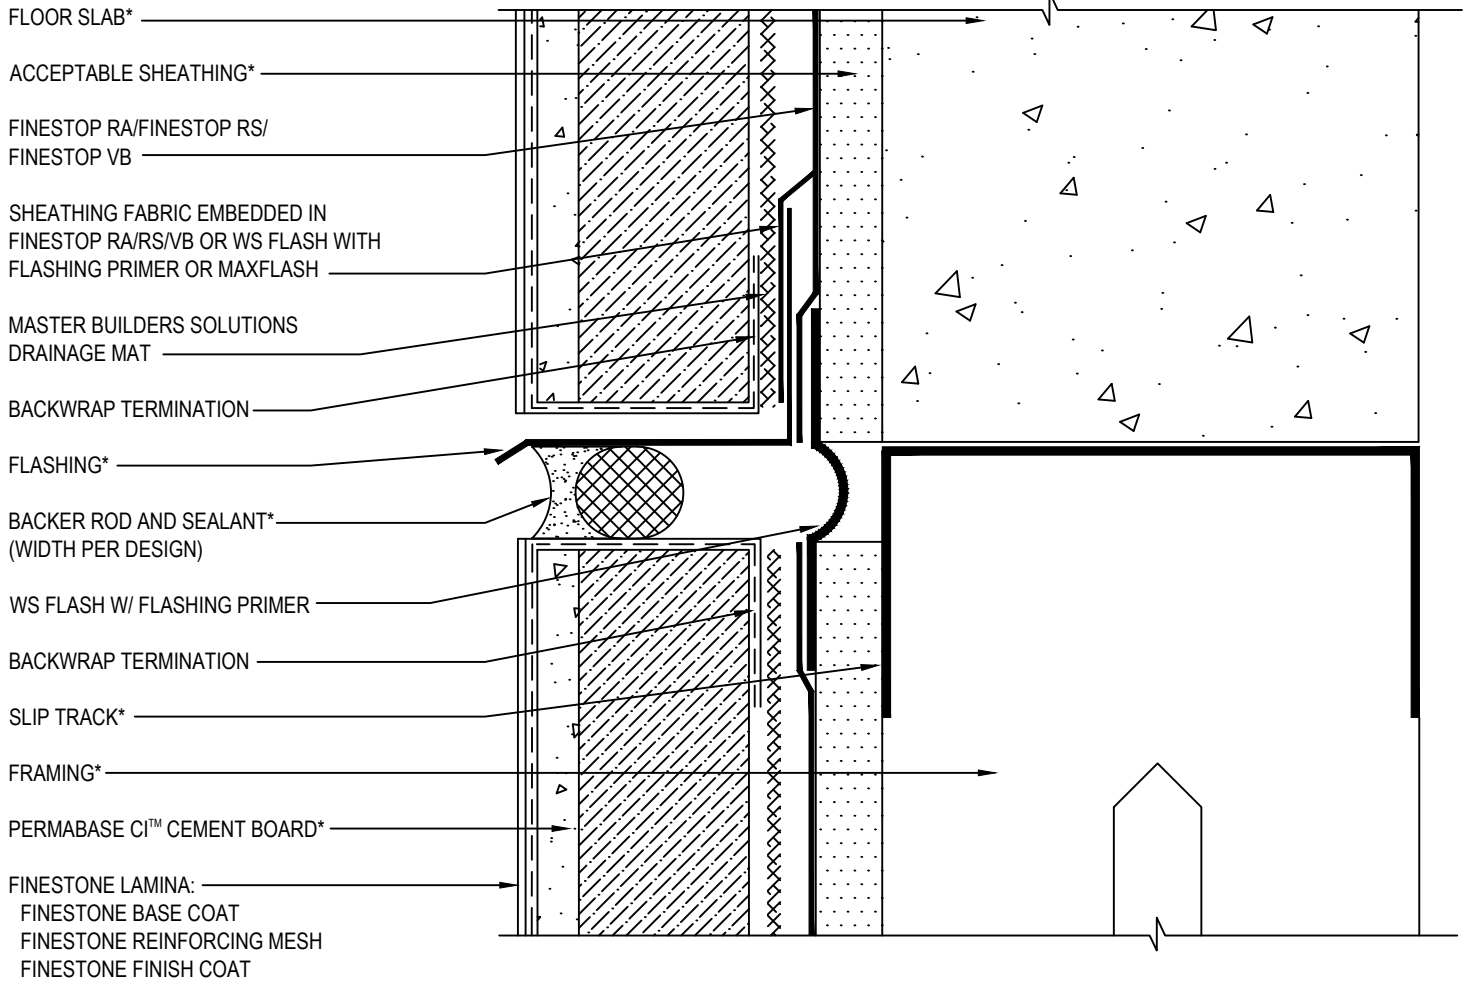 FLOOR SLAB*
ACCEPTABLE SHEATHING*
FINESTOP RA/FINESTOP RS/
FINESTOP VB
SHEATHING FABRIC EMBEDDED IN
FINESTOP RA/RS/VB OR WS FLASH WITH
FLASHING PRIMER OR MAXFLASH
MASTER BUILDERS SOLUTIONS
DRAINAGE MAT
BACKWRAP TERMINATION
FLASHING*
BACKER ROD AND SEALANT*
(WIDTH PER DESIGN)
WS FLASH W/ FLASHING PRIMER
BACKWRAP TERMINATION
SLIP TRACK*
FRAMING*
PERMABASE CI™ CEMENT BOARD*
FINESTONE LAMINA:
FINESTONE BASE COAT
FINESTONE REINFORCING MESH
FINESTONE FINISH COAT